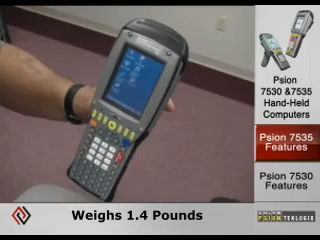 Psion
7530 &7535
Hand-Held
Computers
Psion 7535
Features
Psion 7530
Features
Weighs 1.4 Pounds
PSION TEKLOGIX